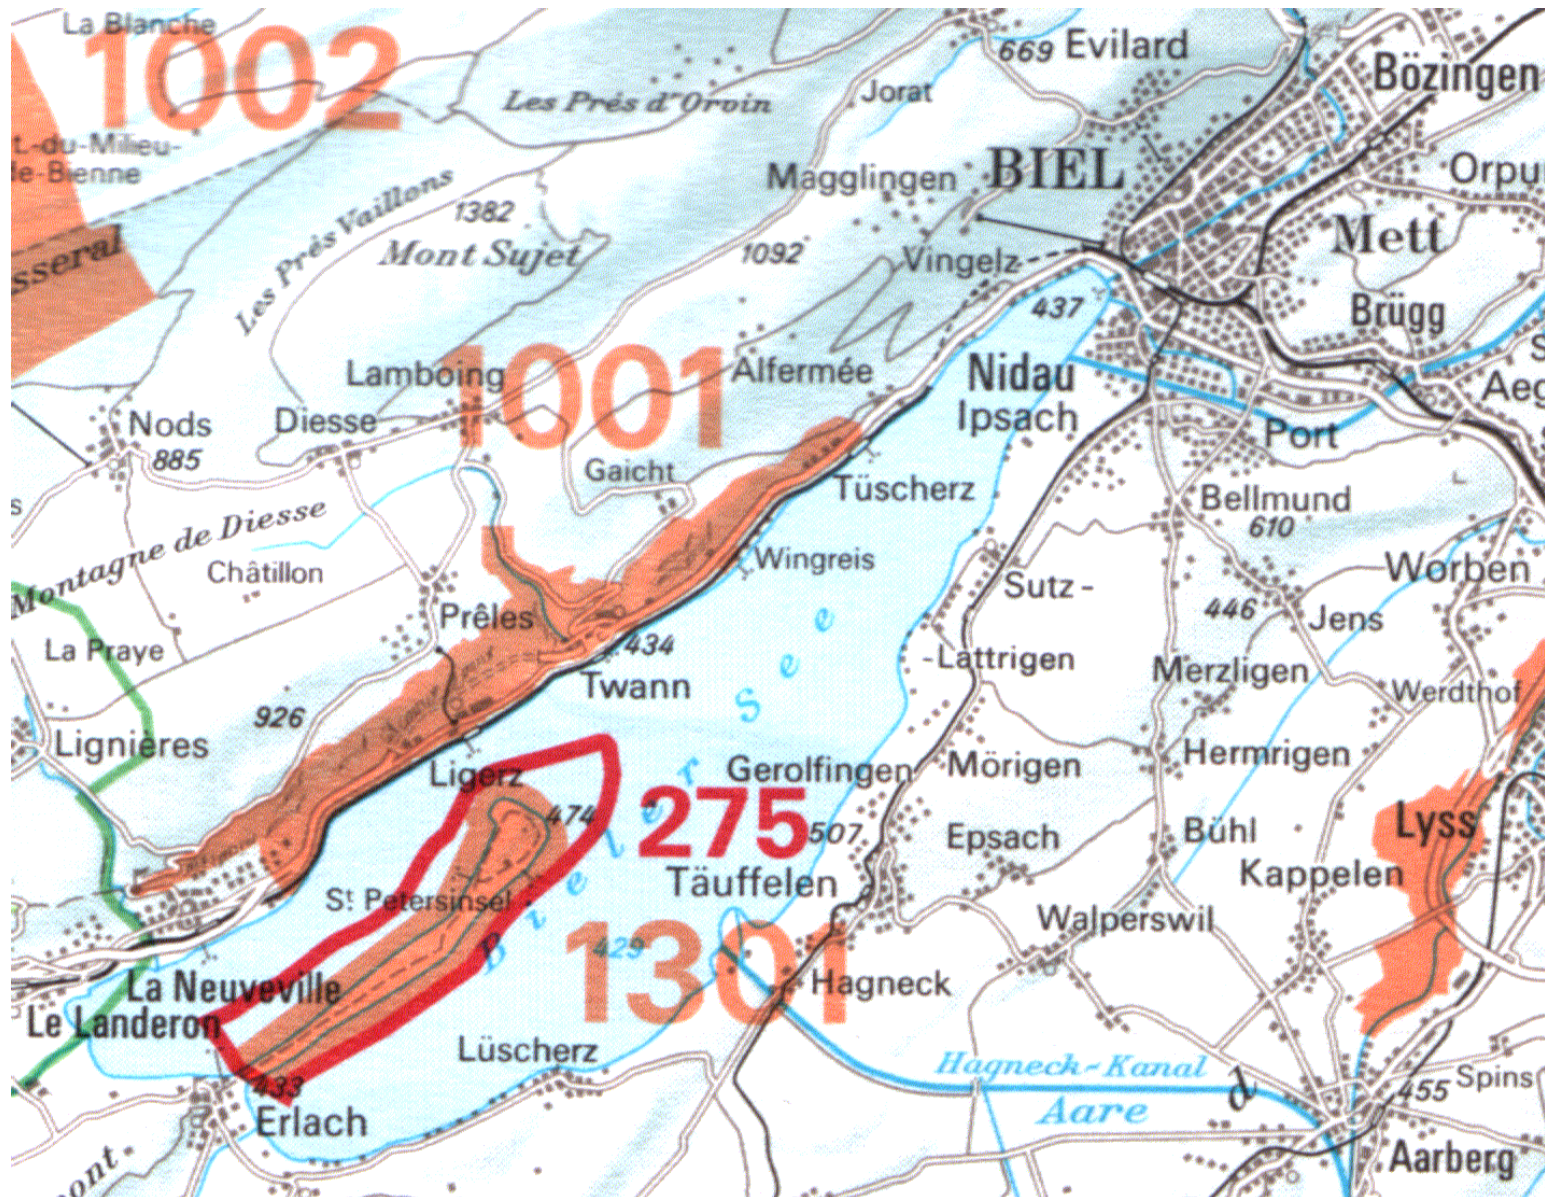 La Blanche
1002
669 Evilard
Bözingen
Les Prés d'Orvin
Jorat
t.-du-Milieu-
de-Bienne
Magglingen
BIEL
Orpu
Les Prés Vaillons
1382
Mont Sujet
1092
Vingelz
Mett
sseral
437
Brügg
Lamboing
1001
Alfermée
Nidau
Ipsach
Aeg
Nods
885
Diesse
Port
Gaicht
Tüscherz
Bellmund
610
Montagne de Diesse
Châtillon
Wingreis
Sutz-
Worben
Prêles
446
Jens
La Praye
434
-Lattrigen
Merzligen
Twann
Werdthof
926
Lignières
Ligerz
Gerolfingen
Mörigen
Hermrigen
474
275
507
Epsach
Bühl
Lyss
Täuffelen
Kappelen
St Petersinsel
Bieler See
1301
429
Walperswil
La Neuveville
Hagneck
Le Landeron
Lüscherz
Hagneck-Kanal
433
d
455
Spins
Erlach
Aare
Aarberg
ont-